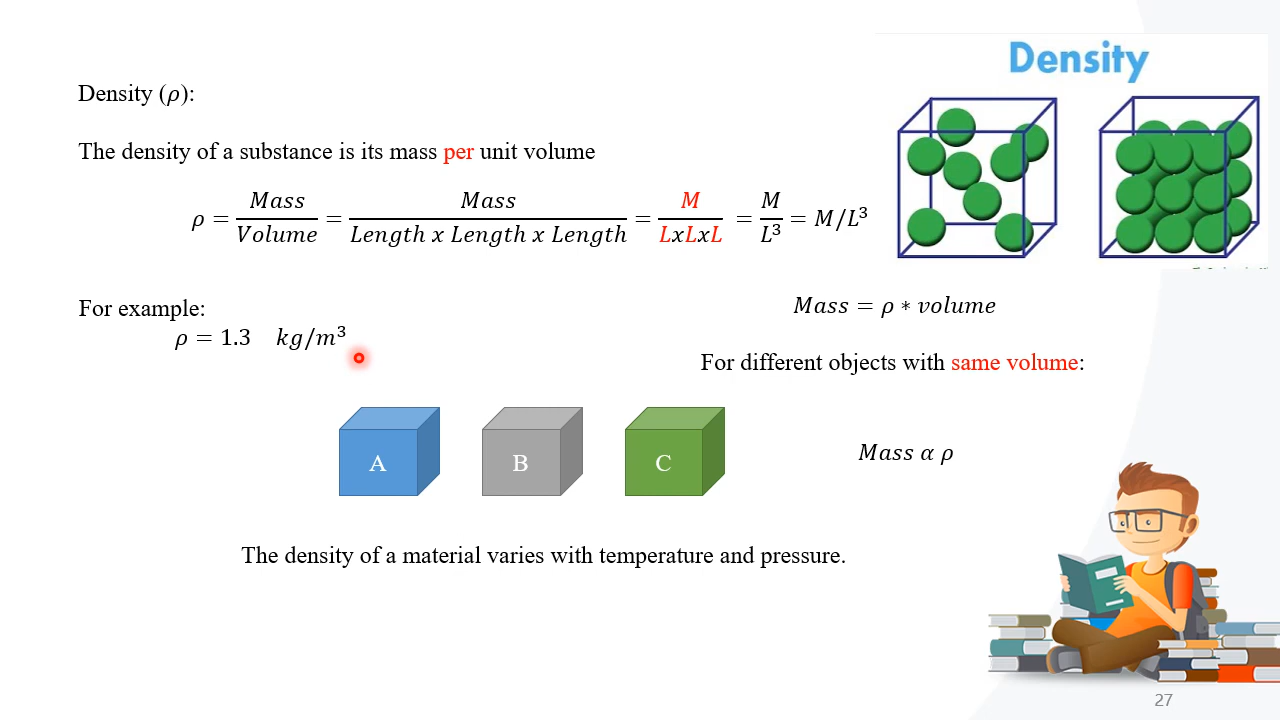 Density
Density (ρ):
The density of a substance is its mass per unit volume
ρ = Mass / Volume = Mass / Length x Length x Length = M / LxLxL = M / L³ = M/L³
For example:
ρ = 1.3 kg/m³
Mass = ρ ∗ volume
For different objects with same volume:
A B C
Mass α ρ
The density of a material varies with temperature and pressure.
27